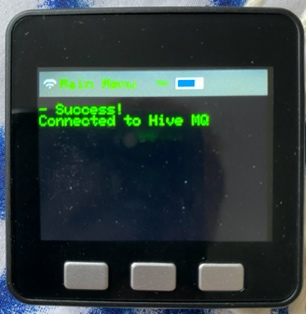 Main Menu
- Success!
Connected to Hive MQ